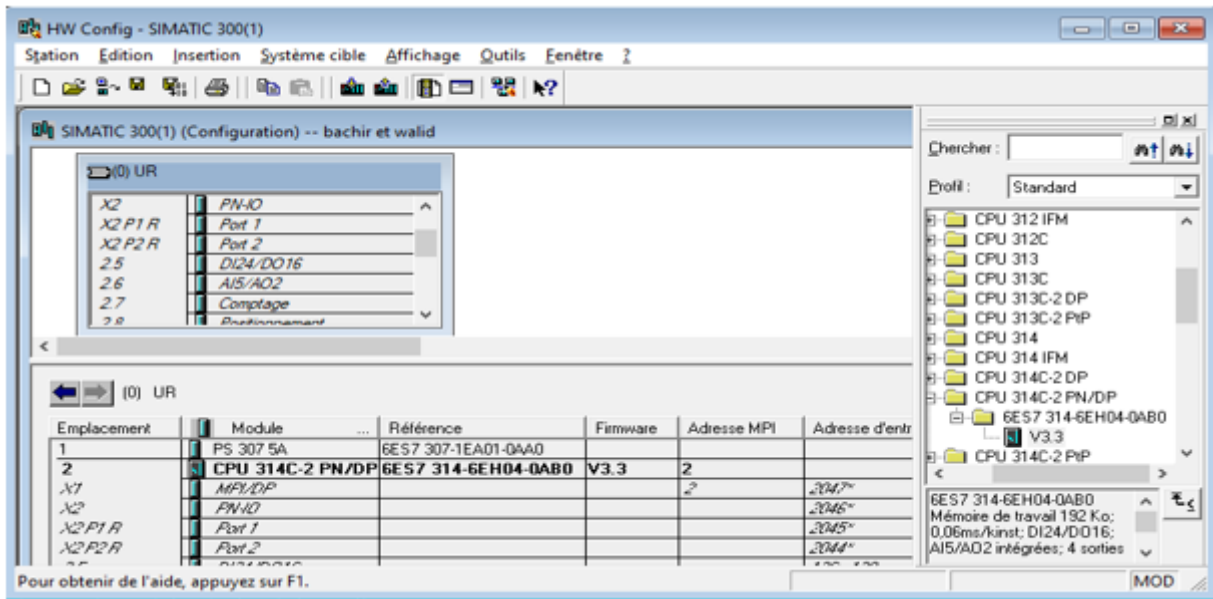 HW Config - SIMATIC 300(1)
Station Edition Insertion Système cible Affichage Outils Fenêtre ?
SIMATIC 300(1) (Configuration) -- bachir et walid
(0) UR
X2 PN-IO
X2 P1 R Port 1
X2 P2 R Port 2
2.5 DI24/DO16
2.6 AI5/AO2
2.7 Comptage
2.8 Positionnement
(0) UR
Emplacement Module ... Référence Firmware Adresse MPI Adresse d'entr
1 PS 307 5A 6ES7 307-1EA01-0AA0
2 CPU 314C-2 PN/DP 6ES7 314-6EH04-0AB0 V3.3 2
X1 MPI/DP 2 2047*
X2 PN-IO 2046*
X2 P1 R Port 1 2045*
X2 P2 R Port 2 2044*
Chercher :
Profil : Standard
CPU 312 IFM
CPU 312C
CPU 313
CPU 313C
CPU 313C-2 DP
CPU 313C-2 PtP
CPU 314
CPU 314 IFM
CPU 314C-2 DP
CPU 314C-2 PN/DP
6ES7 314-6EH04-0AB0
V3.3
CPU 314C-2 PtP
6ES7 314-6EH04-0AB0
Mémoire de travail 192 Ko;
0,06ms/kinst; DI24/DO16;
AI5/AO2 intégrées; 4 sorties
Pour obtenir de l'aide, appuyez sur F1.
MOD